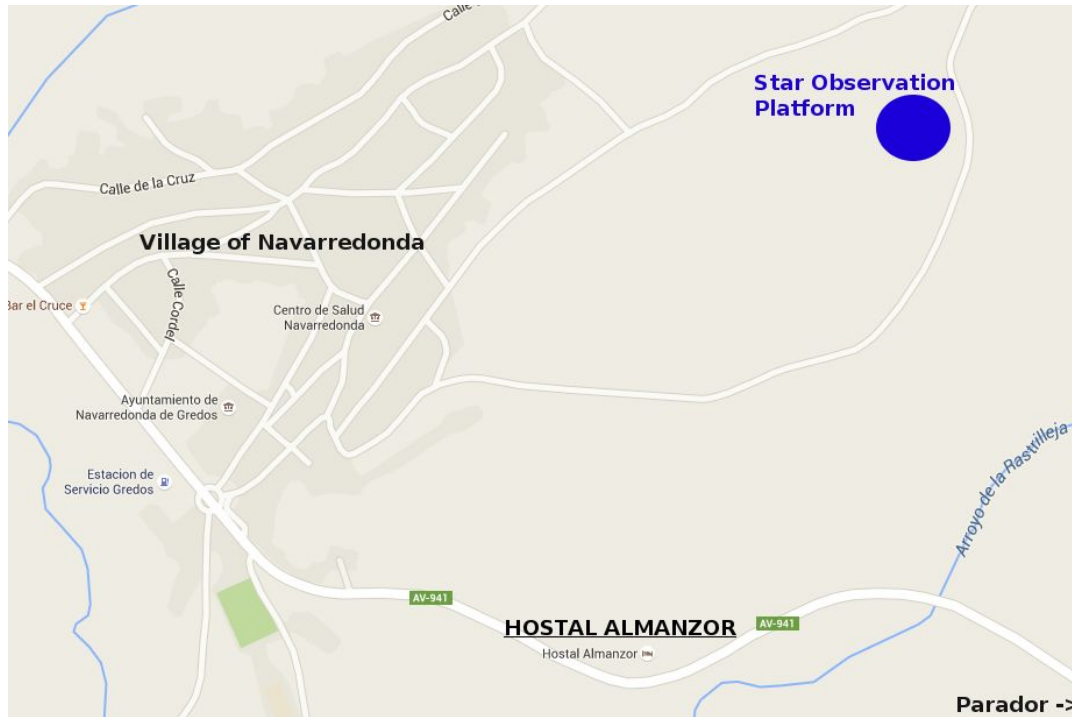 Calle
Star Observation
Platform
Calle de la Cruz
Village of Navarredonda
Calle Cordel
Bar el Cruce
Centro de Salud
Navarredonda
Ayuntamiento de
Navarredonda de Gredos
Estacion de
Servicio Gredos
Arroyo de la Rastrilleja
AV-941
HOSTAL ALMANZOR
AV-941
Hostal Almanzor
Parador ->